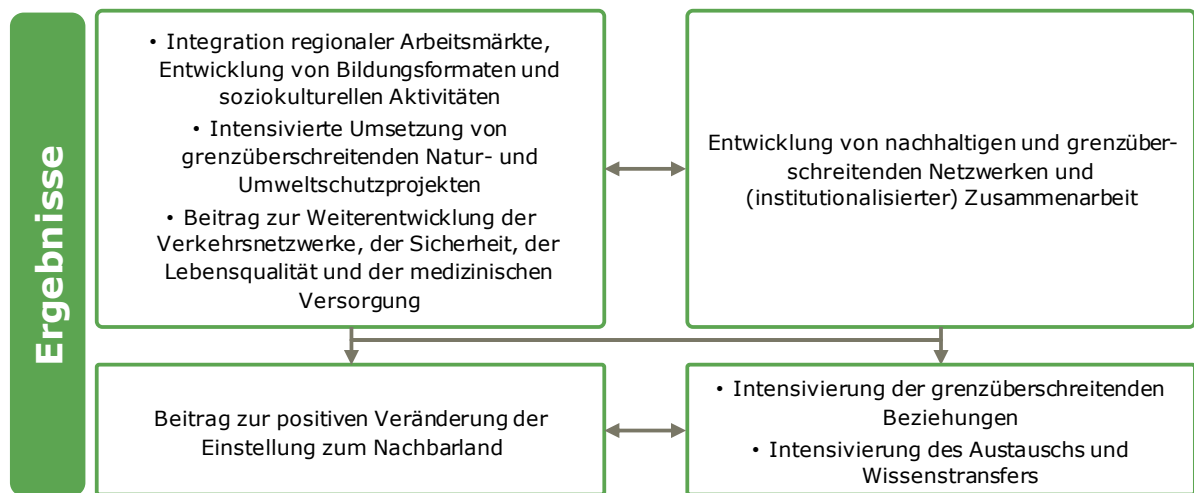 Ergebnisse
• Integration regionaler Arbeitsmärkte,
Entwicklung von Bildungsformaten und
soziokulturellen Aktivitäten
• Intensivierte Umsetzung von
grenzüberschreitenden Natur- und
Umweltschutzprojekten
• Beitrag zur Weiterentwicklung der
Verkehrsnetzwerke, der Sicherheit, der
Lebensqualität und der medizinischen
Versorgung
Entwicklung von nachhaltigen und grenzüber-
schreitenden Netzwerken und
(institutionalisierter) Zusammenarbeit
Beitrag zur positiven Veränderung der
Einstellung zum Nachbarland
• Intensivierung der grenzüberschreitenden
Beziehungen
• Intensivierung des Austauschs und
Wissenstransfers